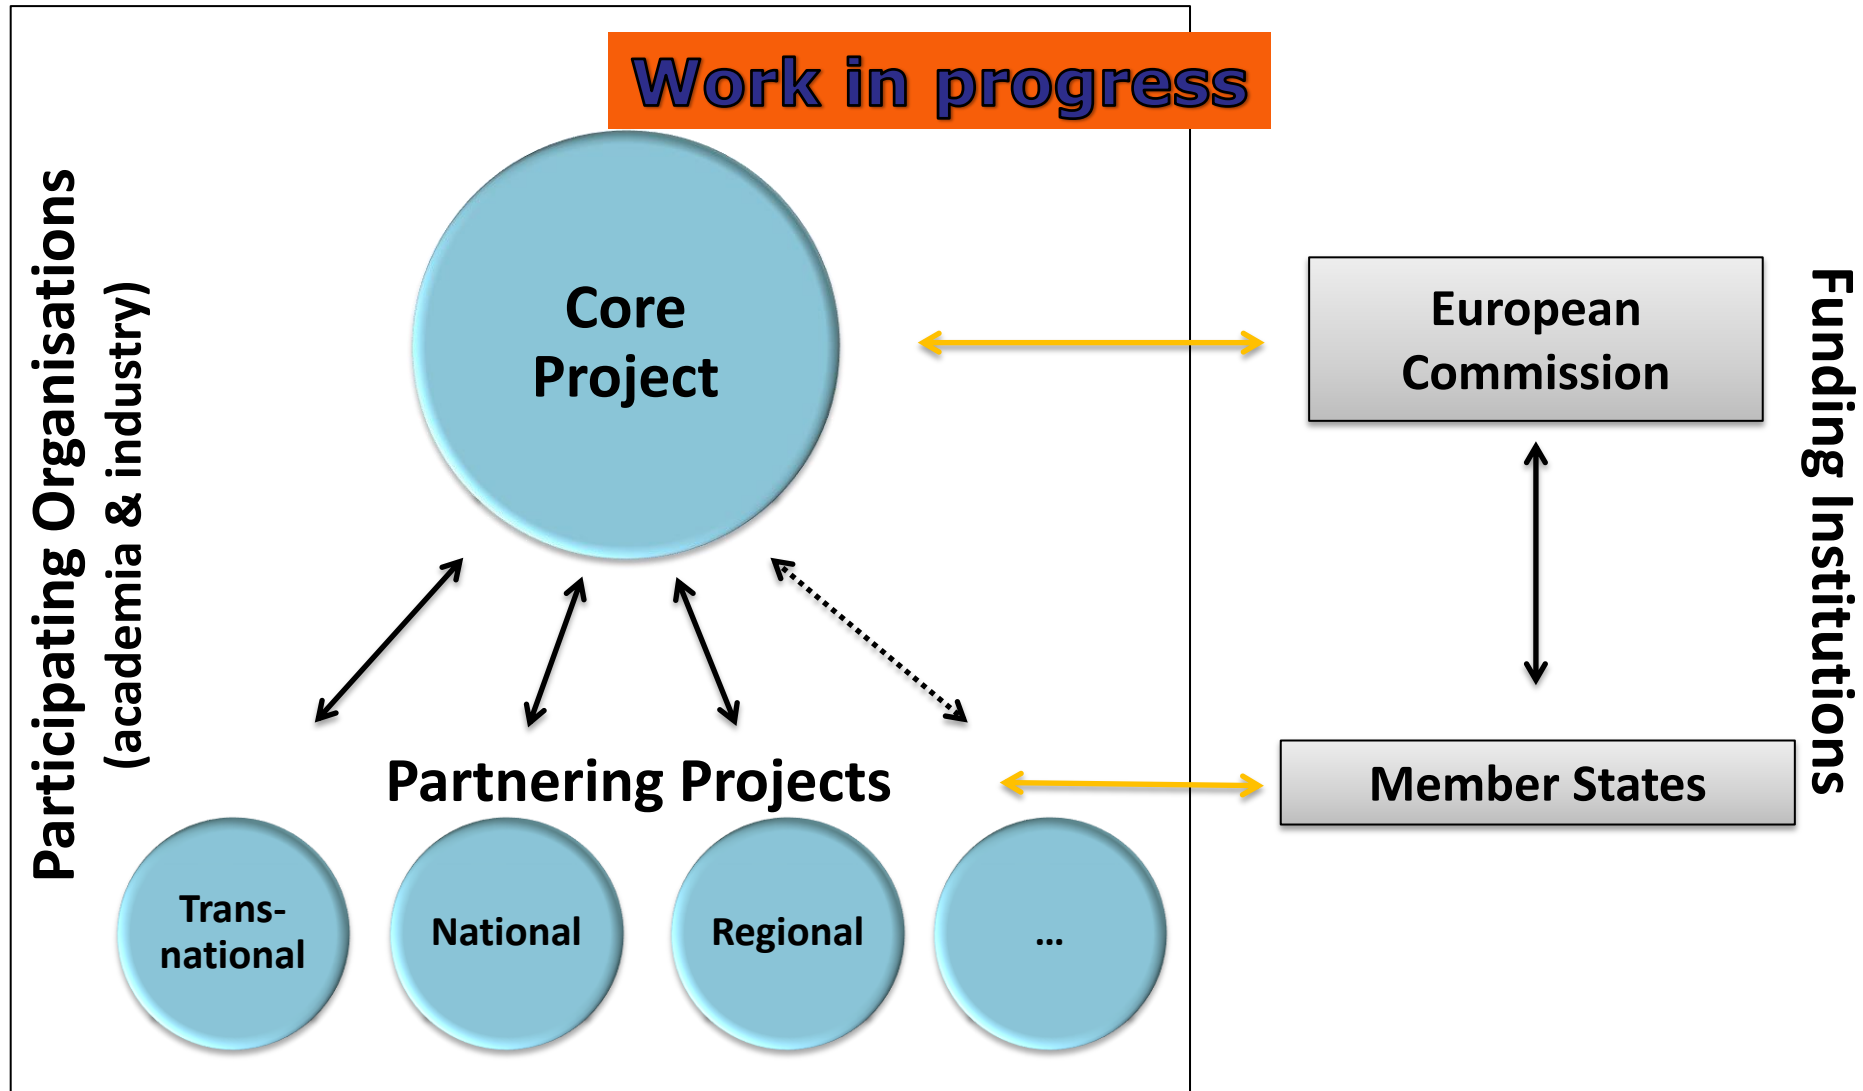 Work in progress
Participating Organisations
(academia & industry)
Core
Project
European
Commission
Funding Institutions
Partnering Projects
Member States
Trans-
national
National
Regional
...